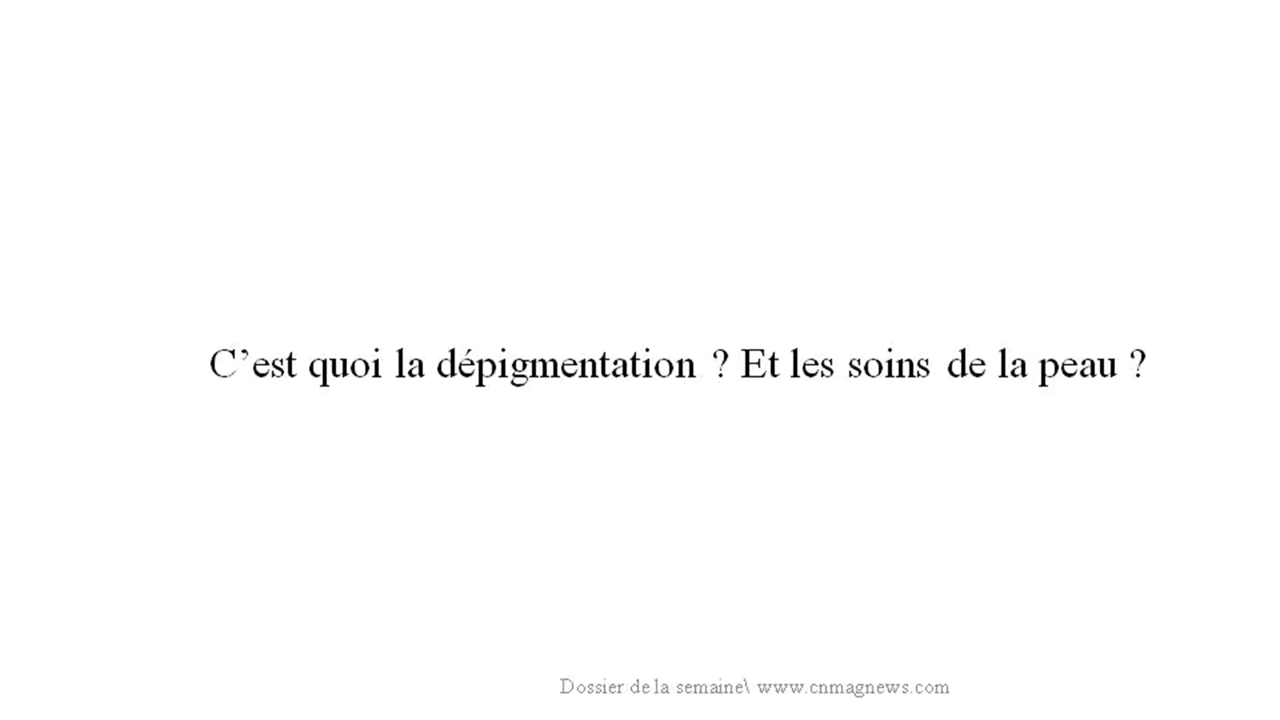 C’est quoi la dépigmentation ? Et les soins de la peau ?
Dossier de la semaine\ www.cnmagnews.com